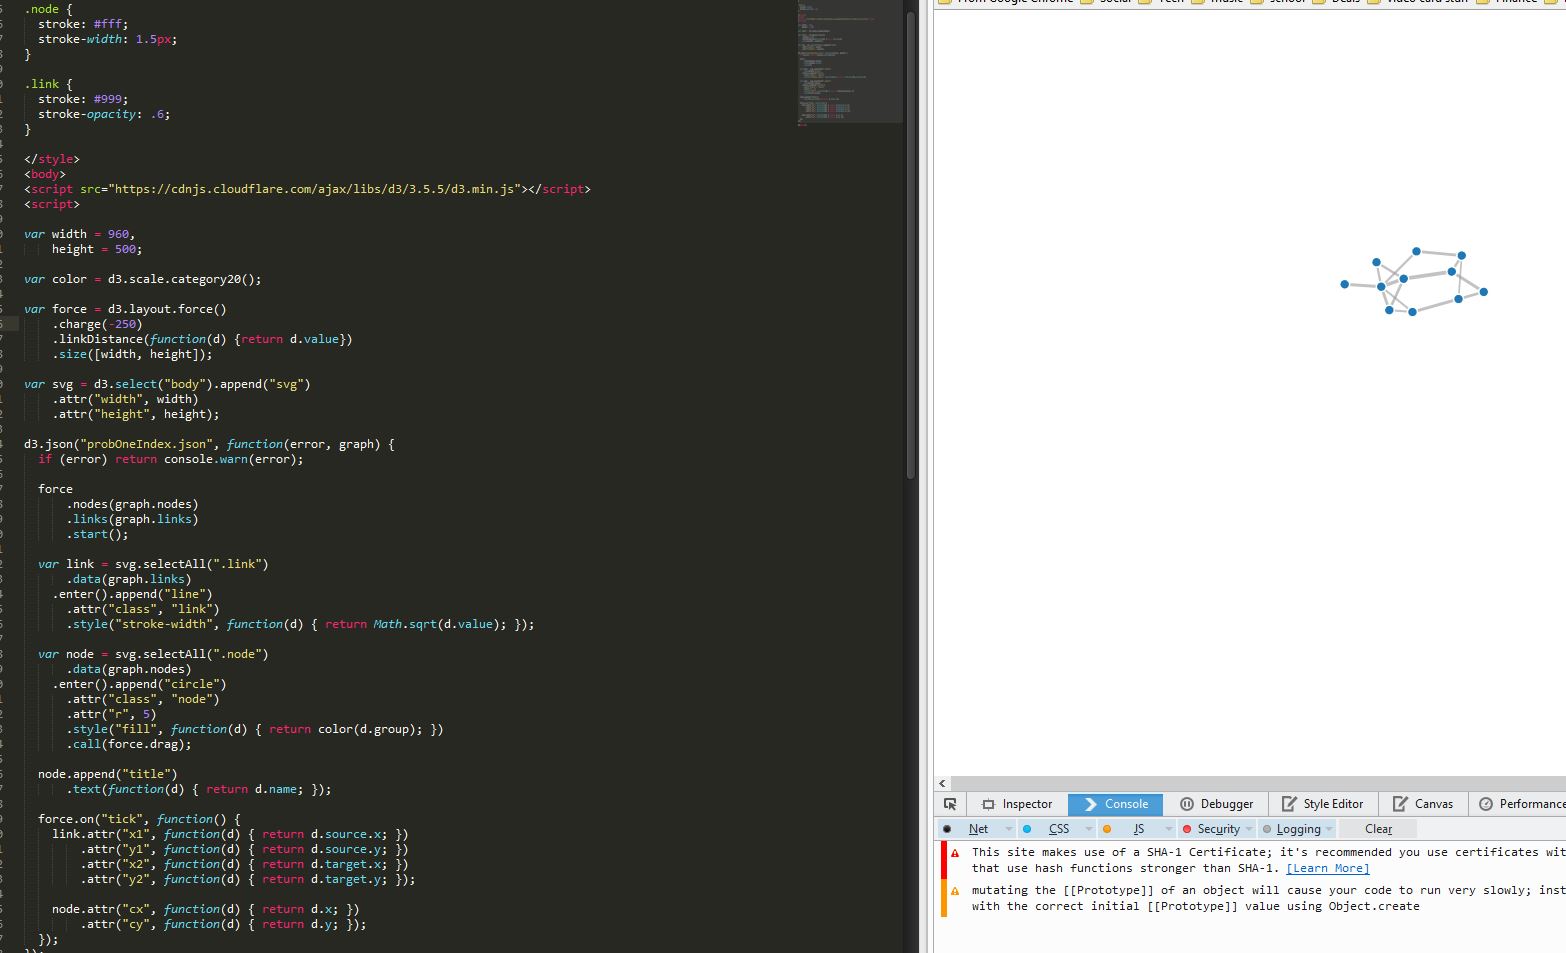 .node {
stroke: #fff;
stroke-width: 1.5px;
}
.link {
stroke: #999;
stroke-opacity: .6;
}
</style>
<body>
<script src="https://cdnjs.cloudflare.com/ajax/libs/d3/3.5.5/d3.min.js"></script>
<script>
var width = 960,
height = 500;
var color = d3.scale.category20();
var force = d3.layout.force()
.charge(-250)
.linkDistance(function(d) {return d.value})
.size([width, height]);
var svg = d3.select("body").append("svg")
.attr("width", width)
.attr("height", height);
d3.json("probOneIndex.json", function(error, graph) {
if (error) return console.warn(error);
force
.nodes(graph.nodes)
.links(graph.links)
.start();
var link = svg.selectAll(".link")
.data(graph.links)
.enter().append("line")
.attr("class", "link")
.style("stroke-width", function(d) { return Math.sqrt(d.value); });
var node = svg.selectAll(".node")
.data(graph.nodes)
.enter().append("circle")
.attr("class", "node")
.attr("r", 5)
.style("fill", function(d) { return color(d.group); })
.call(force.drag);
node.append("title")
.text(function(d) { return d.name; });
force.on("tick", function() {
link.attr("x1", function(d) { return d.source.x; })
.attr("y1", function(d) { return d.source.y; })
.attr("x2", function(d) { return d.target.x; })
.attr("y2", function(d) { return d.target.y; });
node.attr("cx", function(d) { return d.x; })
.attr("cy", function(d) { return d.y; });
});
});
From Google Chrome Social Tech music school Deals video card stuff Finance
Inspector Console Debugger Style Editor Canvas Performance
Net CSS JS Security Logging Clear
This site makes use of a SHA-1 Certificate; it's recommended you use certificates wit
that use hash functions stronger than SHA-1. [Learn More]
mutating the [[Prototype]] of an object will cause your code to run very slowly; inst
with the correct initial [[Prototype]] value using Object.create